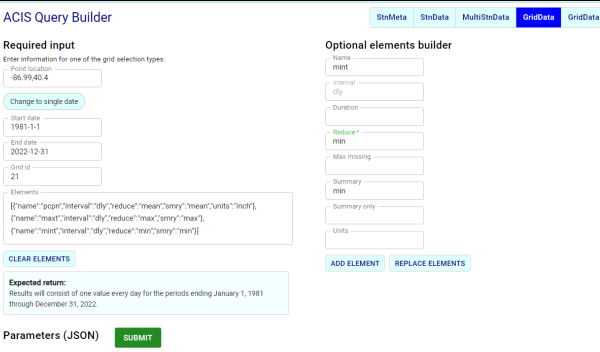 ACIS Query Builder
StnMeta StnData MultiStnData GridData GridData
Required input
Enter information for one of the grid selection types:
Point location
-86.99,40.4
Change to single date
Start date
1981-1-1
End date
2022-12-31
Grid id
21
Elements
[{"name":"pcpn","interval":"dly","reduce":"mean","smry":"mean","units":"inch"},
{"name":"maxt","interval":"dly","reduce":"max","smry":"max"},
{"name":"mint","interval":"dly","reduce":"min","smry":"min"}]
CLEAR ELEMENTS
Expected return:
Results will consist of one value every day for the periods ending January 1, 1981
through December 31, 2022.
Parameters (JSON)
SUBMIT
Optional elements builder
Name
mint
Interval
dly
Duration
Reduce *
min
Max missing
Summary
min
Summary only
Units
ADD ELEMENT
REPLACE ELEMENTS